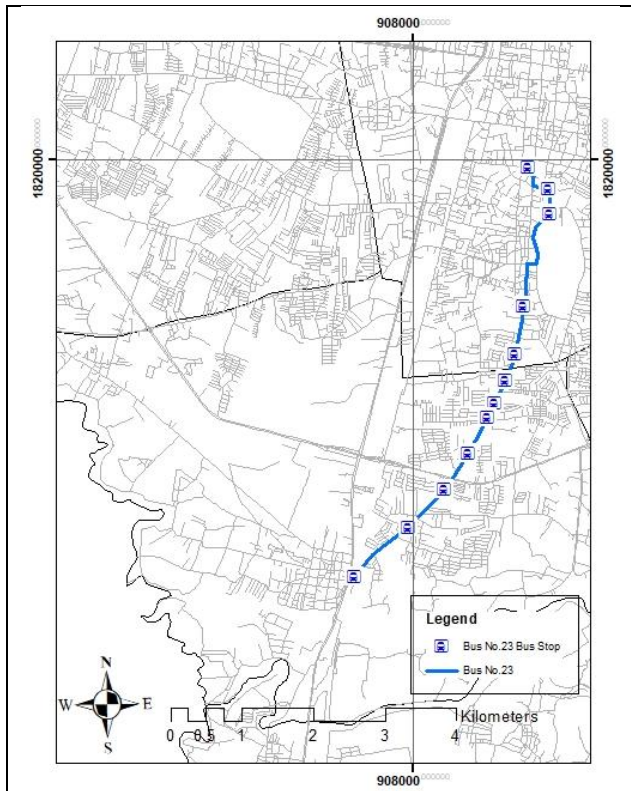 908000
1820000
1820000
Legend
Bus No.23 Bus Stop
Bus No.23
N
W
E
S
Kilometers
0 0.5 1 2 3 4
908000